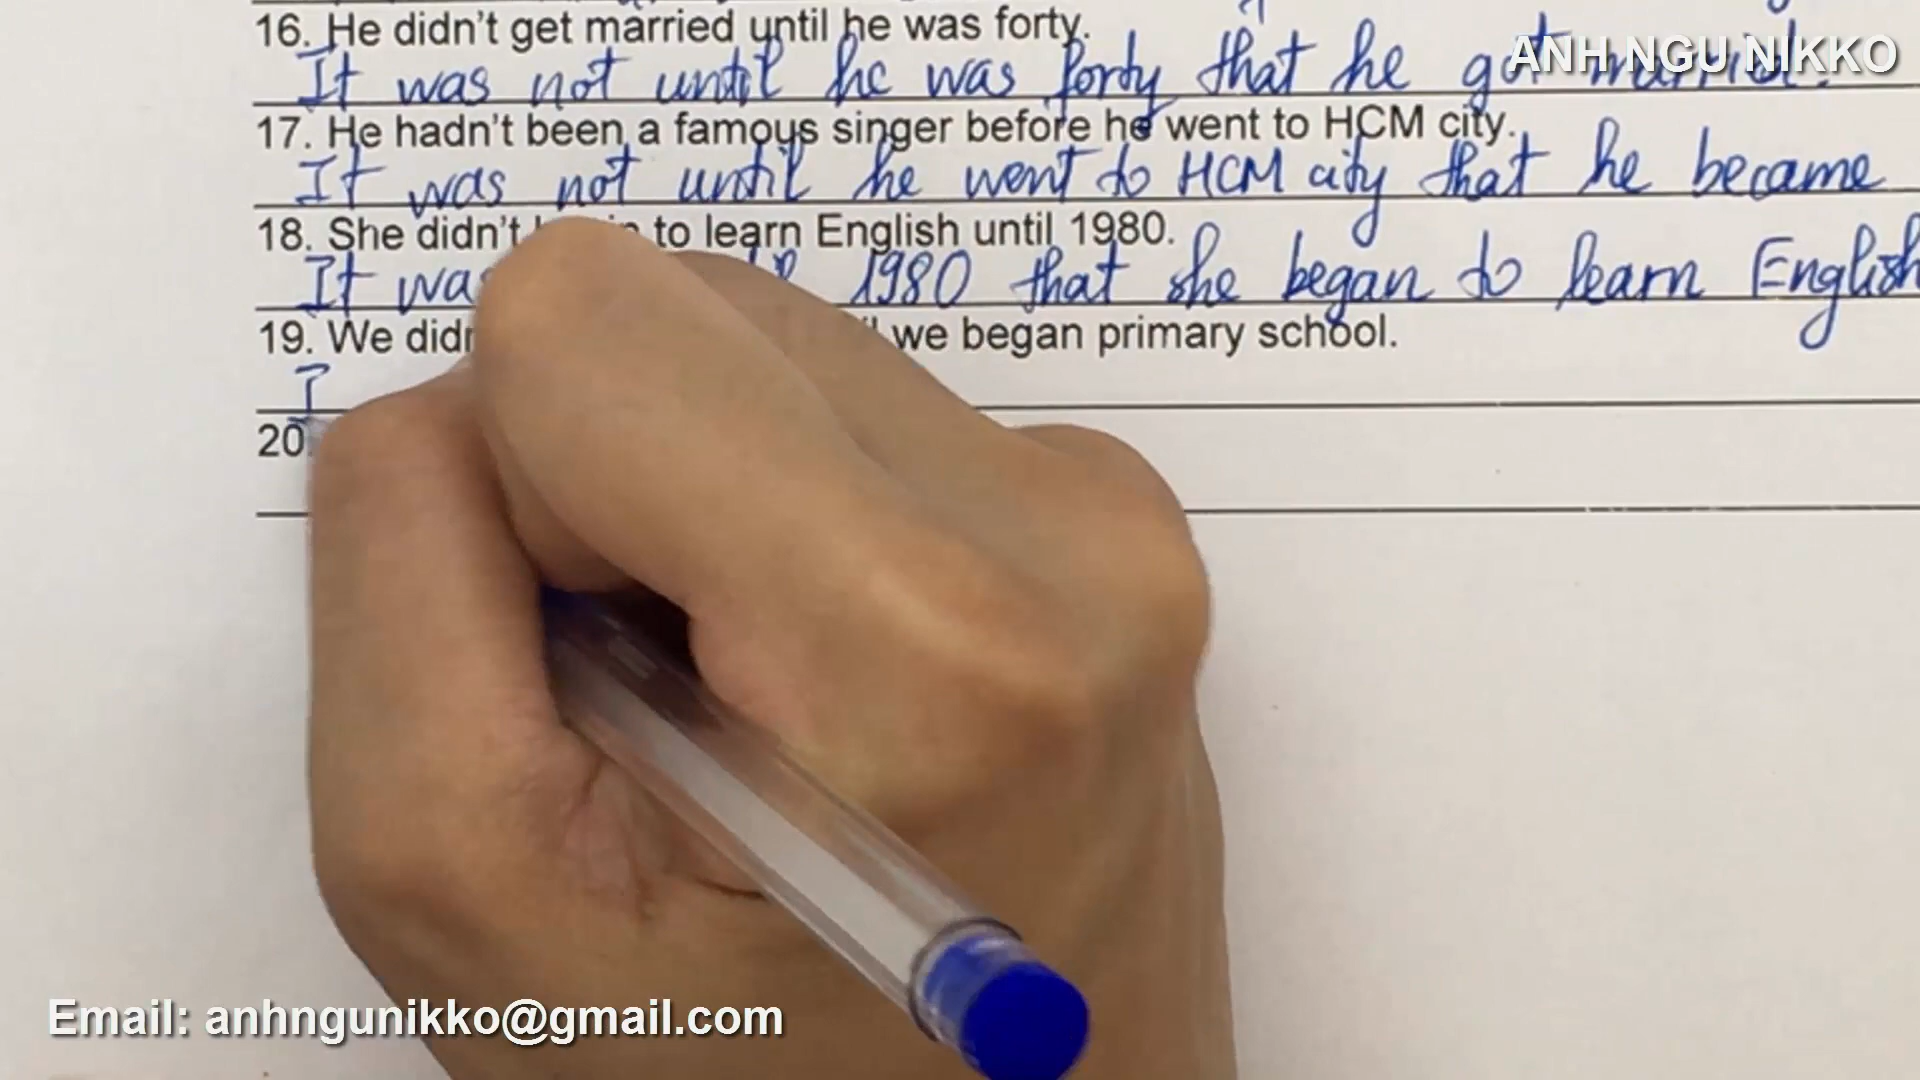 16. He didn't get married until he was forty.
It was not until he was forty that he got married.
ANH NGU NIKKO
17. He hadn't been a famous singer before he went to HCM city.
It was not until he went to HCM city that he became
18. She didn't to learn English until 1980.
It was 1980 that she began to learn English
19. We we began primary school.
I
20
Email: anhngunikko@gmail.com